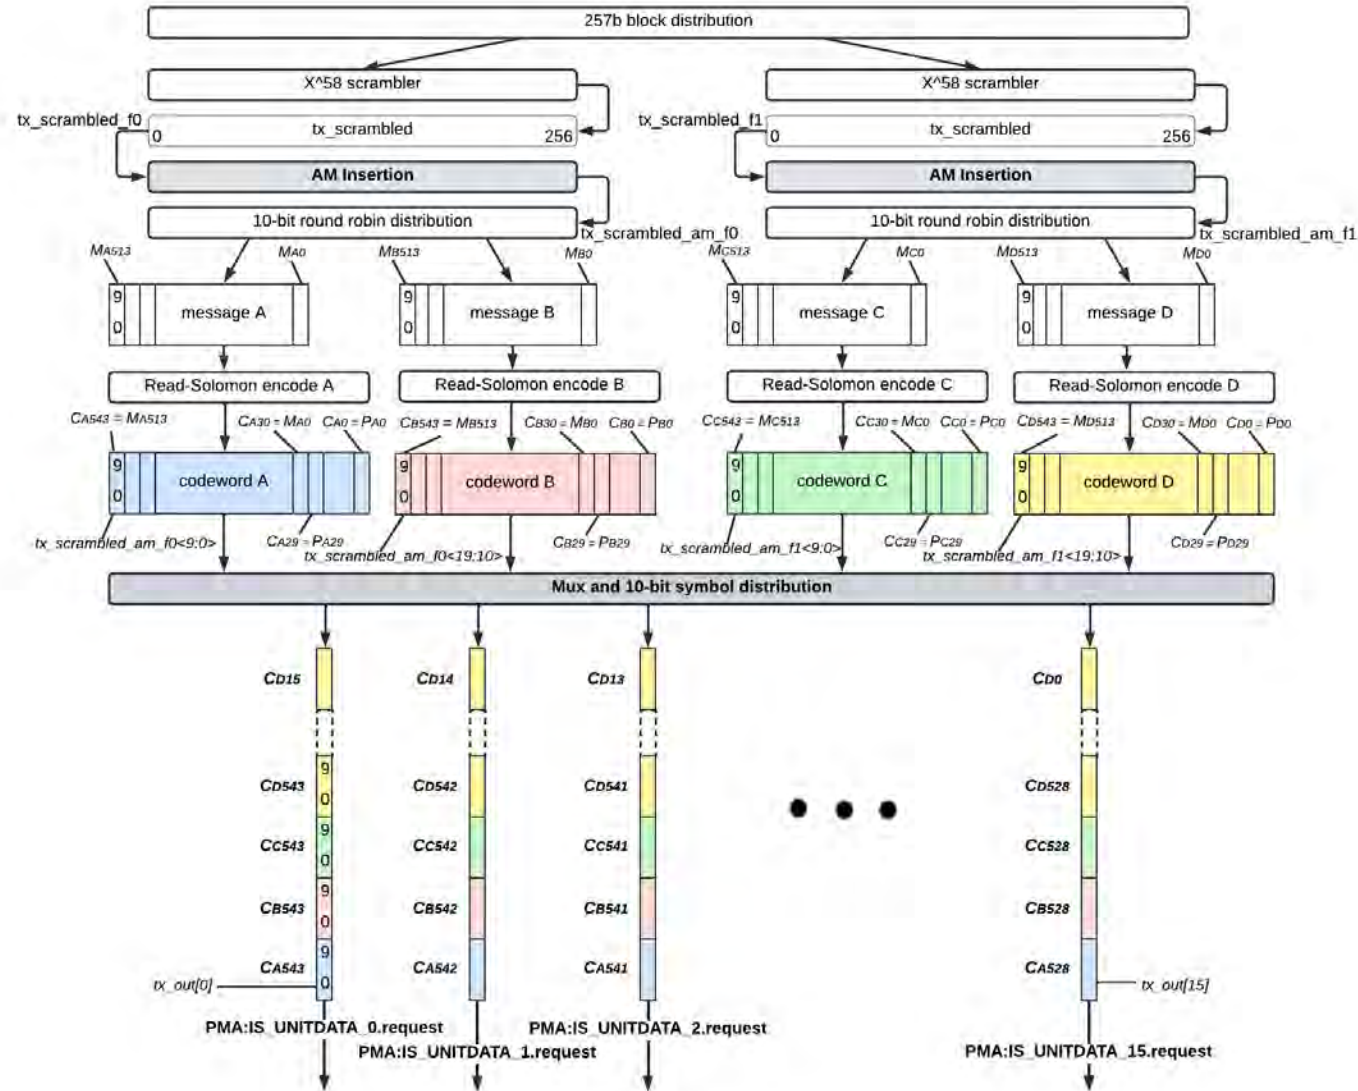 257b block distribution
X^58 scrambler X^58 scrambler
tx_scrambled_f0 tx_scrambled_f1
0 tx_scrambled 256 0 tx_scrambled 256
AM Insertion AM Insertion
10-bit round robin distribution 10-bit round robin distribution
tx_scrambled_am_f0 tx_scrambled_am_f1
MA513 MA0 MB513 MB0 MC513 MC0 MD513 MD0
9 9 9 9
message A message B message C message D
0 0 0 0
Read-Solomon encode A Read-Solomon encode B Read-Solomon encode C Read-Solomon encode D
CA543 = MA513 CA30 = MA0 CA0 = PA0 CB543 = MB513 CB30 = MB0 CB0 = PB0 CC543 = MC513 CC30 = MC0 CC0 = PC0 CD543 = MD513 CD30 = MD0 CD0 = PD0
9 9 9 9
codeword A codeword B codeword C codeword D
0 0 0 0
tx_scrambled_am_f0<9:0> CA29 = PA29 tx_scrambled_am_f0<19:10> CB29 = PB29 tx_scrambled_am_f1<9:0> CC29 = PC29 tx_scrambled_am_f1<19:10> CD29 = PD29
Mux and 10-bit symbol distribution
CD15 CD14 CD13 CD0
9
CD543 CD542 CD541 CD528
0
9
CC543 CC542 CC541 CC528
0
9
CB543 CB542 CB541 CB528
0
9
CA543 CA542 CA541 CA528
0
tx_out[0] tx_out[15]
PMA:IS_UNITDATA_0.request PMA:IS_UNITDATA_2.request
PMA:IS_UNITDATA_1.request PMA:IS_UNITDATA_15.request